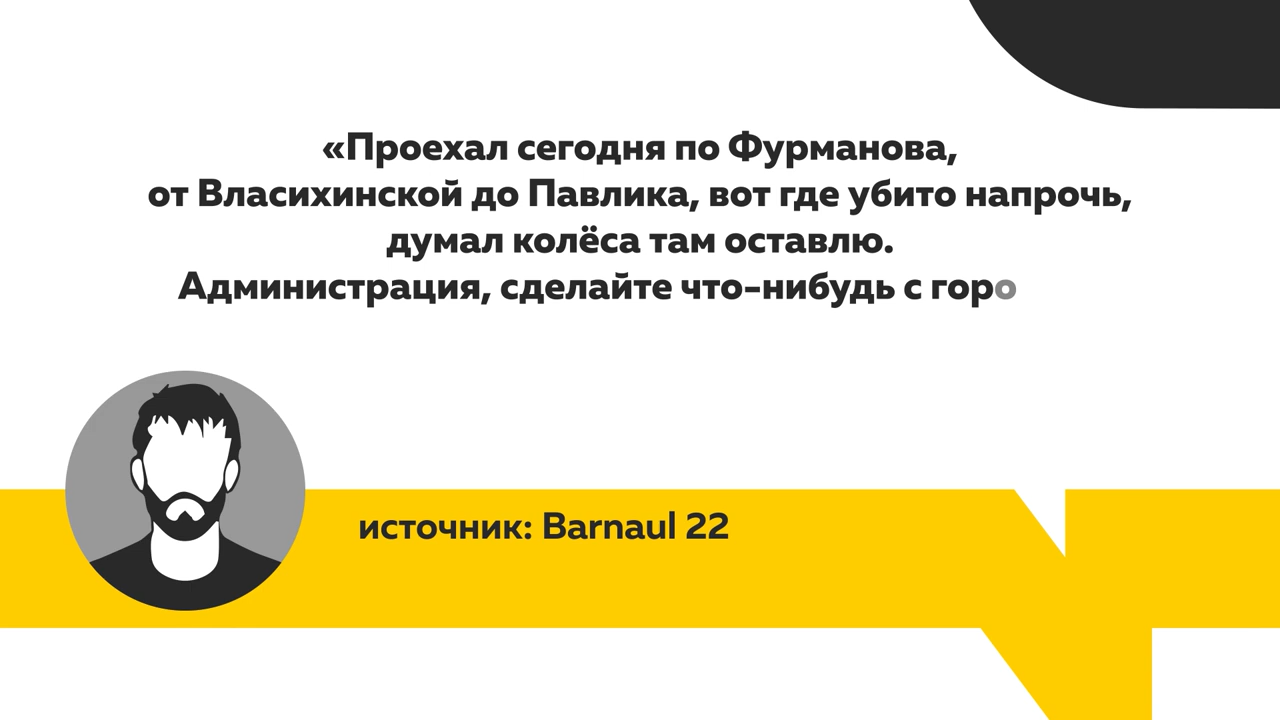 «Проехал сегодня по Фурманова,
от Власихинской до Павлика, вот где убито напрочь,
думал колёса там оставлю.
Администрация, сделайте что-нибудь с горо
источник: Barnaul 22